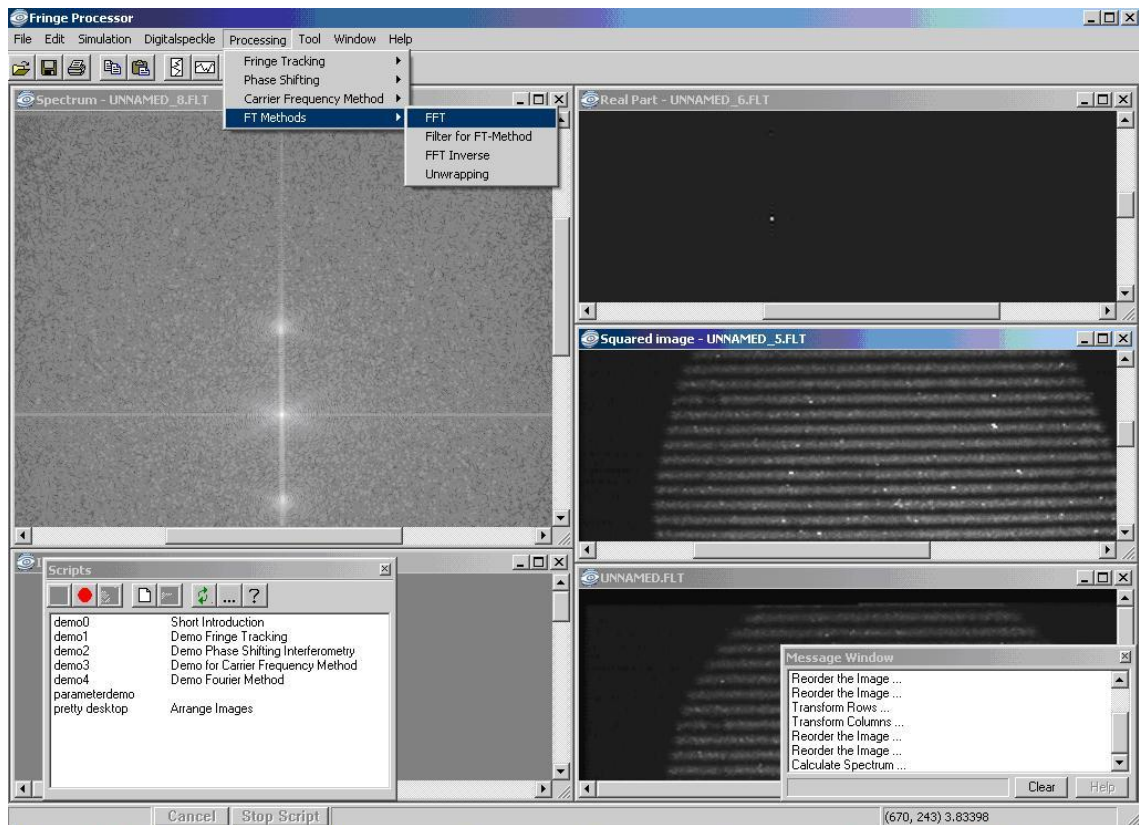 Fringe Processor
File Edit Simulation Digitalspeckle Processing Tool Window Help
Fringe Tracking
Phase Shifting
Carrier Frequency Method
FT Methods
FFT
Filter for FT-Method
FFT Inverse
Unwrapping
Spectrum - UNNAMED_8.FLT
Real Part - UNNAMED_6.FLT
Squared image - UNNAMED_5.FLT
Scripts
... ?
demo0 Short Introduction
demo1 Demo Fringe Tracking
demo2 Demo Phase Shifting Interferometry
demo3 Demo for Carrier Frequency Method
demo4 Demo Fourier Method
parameterdemo
pretty desktop Arrange Images
UNNAMED.FLT
Message Window
Reorder the Image ...
Reorder the Image ...
Transform Rows ...
Transform Columns ...
Reorder the Image ...
Reorder the Image ...
Calculate Spectrum ...
Clear Help
Cancel Stop Script (670, 243) 3.83398